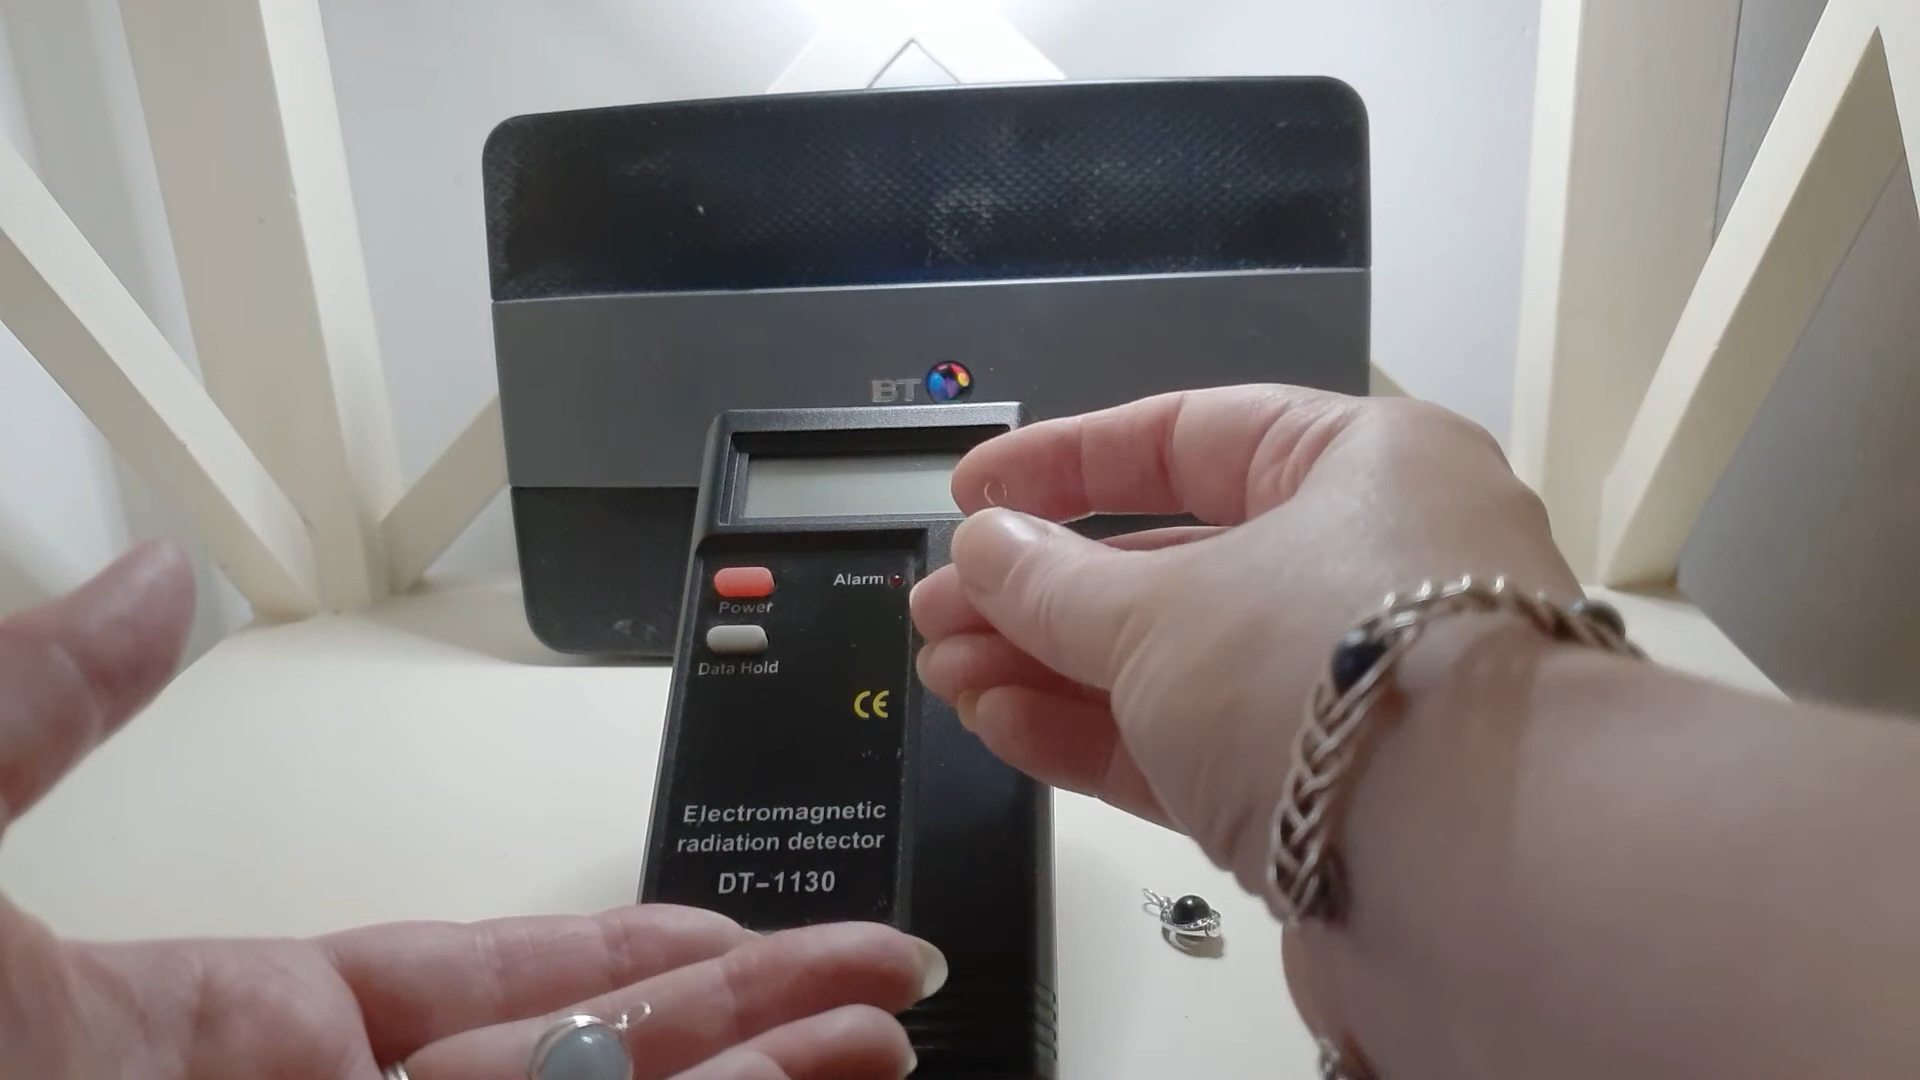 BT
Alarm
Power
Data Hold
CE
Electromagnetic
radiation detector
DT-1130